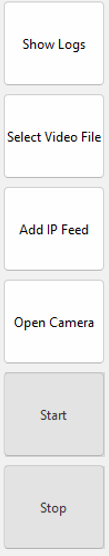 Show Logs
Select Video File
Add IP Feed
Open Camera
Start
Stop